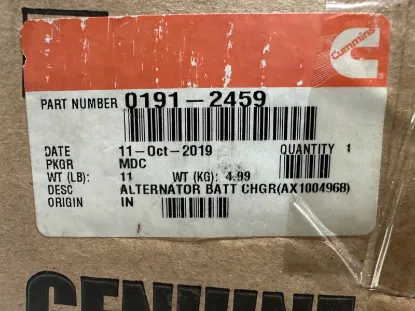 Cummins
PART NUMBER 0191-2459
DATE 11-Oct-2019 QUANTITY 1
PKGR MDC
WT (LB): 11 WT (KG): 4.99
DESC ALTERNATOR BATT CHGR(AX1004968)
ORIGIN IN
GENUINE